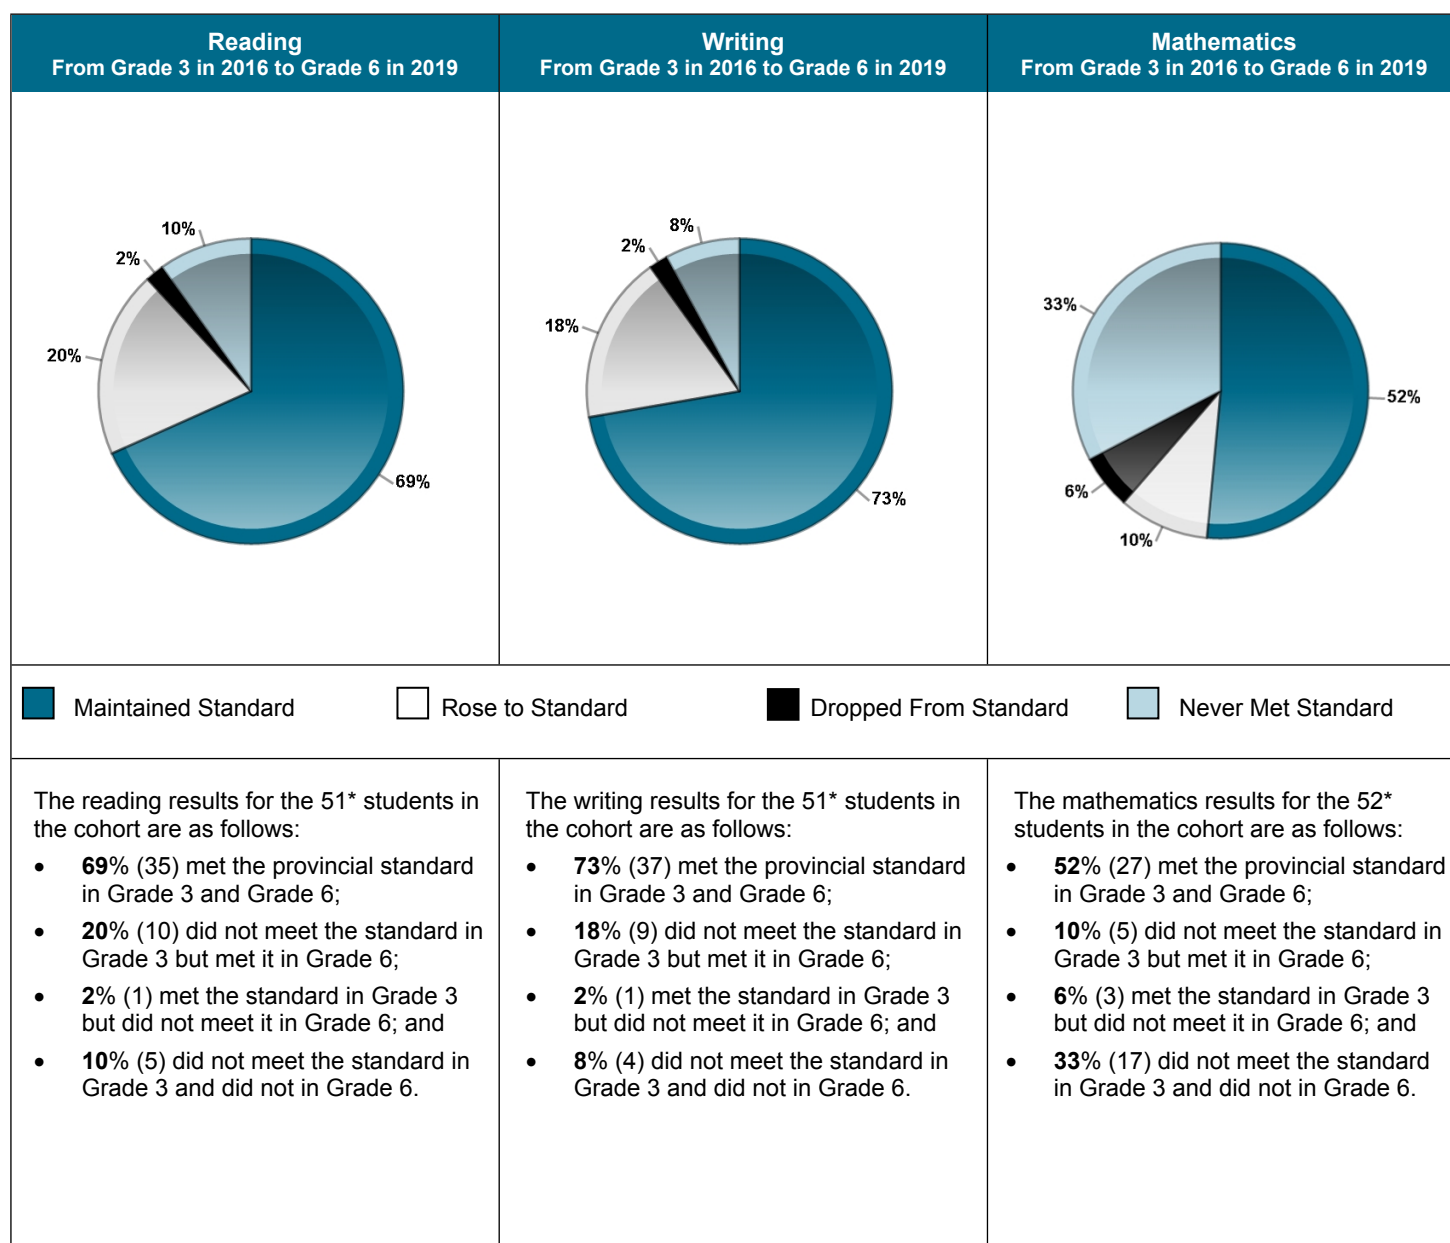 Reading
From Grade 3 in 2016 to Grade 6 in 2019
Writing
From Grade 3 in 2016 to Grade 6 in 2019
Mathematics
From Grade 3 in 2016 to Grade 6 in 2019
10%
2%
20%
69%
8%
2%
18%
73%
33%
52%
6%
10%
Maintained Standard
Rose to Standard
Dropped From Standard
Never Met Standard
The reading results for the 51* students in
the cohort are as follows:
• 69% (35) met the provincial standard
in Grade 3 and Grade 6;
• 20% (10) did not meet the standard in
Grade 3 but met it in Grade 6;
• 2% (1) met the standard in Grade 3
but did not meet it in Grade 6; and
• 10% (5) did not meet the standard in
Grade 3 and did not in Grade 6.
The writing results for the 51* students in
the cohort are as follows:
• 73% (37) met the provincial standard
in Grade 3 and Grade 6;
• 18% (9) did not meet the standard in
Grade 3 but met it in Grade 6;
• 2% (1) met the standard in Grade 3
but did not meet it in Grade 6; and
• 8% (4) did not meet the standard in
Grade 3 and did not in Grade 6.
The mathematics results for the 52*
students in the cohort are as follows:
• 52% (27) met the provincial standard
in Grade 3 and Grade 6;
• 10% (5) did not meet the standard in
Grade 3 but met it in Grade 6;
• 6% (3) met the standard in Grade 3
but did not meet it in Grade 6; and
• 33% (17) did not meet the standard
in Grade 3 and did not in Grade 6.